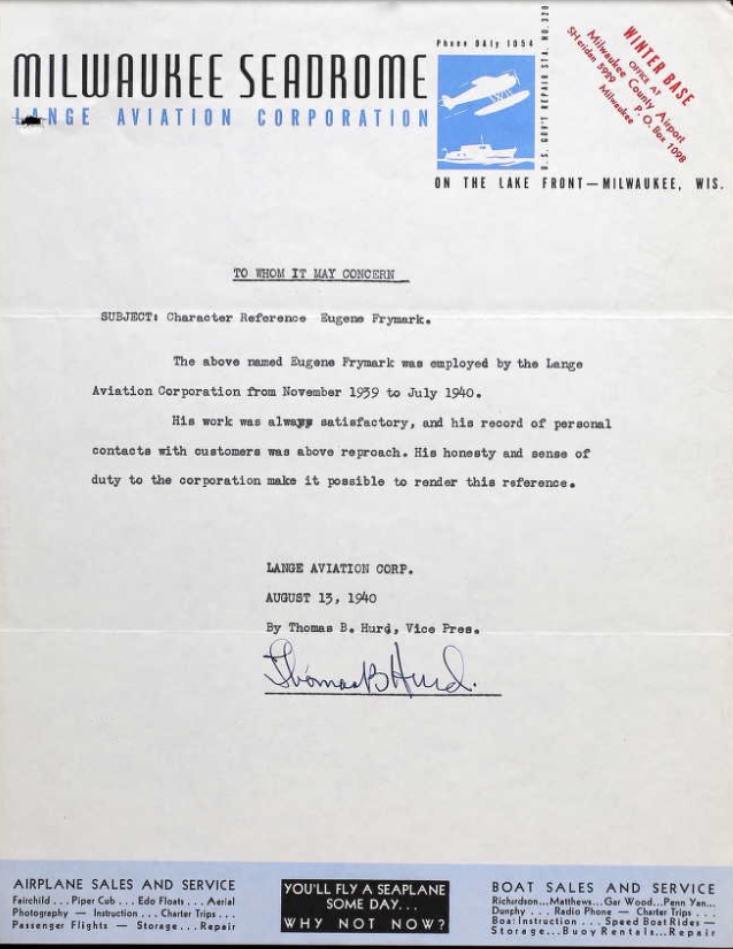 Phone DAly 1054
MILWAUKEE SEADROME
LANGE AVIATION CORPORATION
U.S. GOV'T REPAIR STA. NO. 320
ON THE LAKE FRONT—MILWAUKEE, WIS.
WINTER BASE
OFFICE AT
Milwaukee County Airport
SHeridan 5999 P.O. Box 1098
Milwaukee
TO WHOM IT MAY CONCERN
SUBJECT: Character Reference Eugene Frymark.
The above named Eugene Frymark was employed by the Lange
Aviation Corporation from November 1939 to July 1940.
His work was always satisfactory, and his record of personal
contacts with customers was above reproach. His honesty and sense of
duty to the corporation make it possible to render this reference.
LANGE AVIATION CORP.
AUGUST 13, 1940
By Thomas B. Hurd, Vice Pres.
Thomas B Hurd.
AIRPLANE SALES AND SERVICE
Fairchild . . . Piper Cub . . . Edo Floats . . . Aerial
Photography — Instruction . . . Charter Trips . . .
Passenger Flights — Storage . . . Repair
YOU'LL FLY A SEAPLANE
SOME DAY...
WHY NOT NOW?
BOAT SALES AND SERVICE
Richardson...Matthews...Gar Wood...Penn Yan...
Dunphy . . . Radio Phone — Charter Trips . . .
Boat Instruction . . . Speed Boat Rides —
Storage...Buoy Rentals...Repair